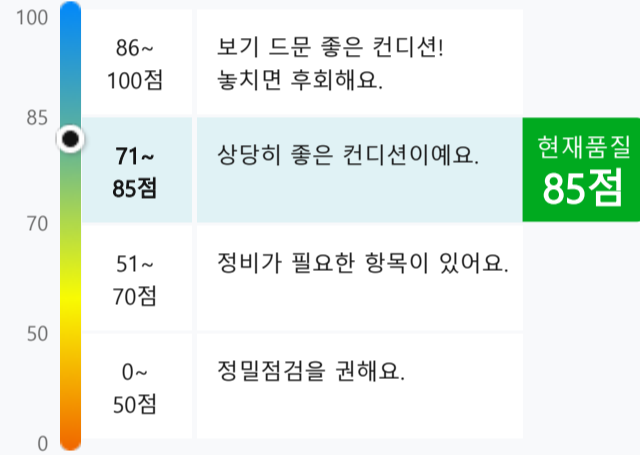 100
86~
100점
보기 드문 좋은 컨디션!
놓치면 후회해요.
85
71~
85점
상당히 좋은 컨디션이예요.
현재품질
85점
70
51~
70점
정비가 필요한 항목이 있어요.
50
0~
50점
정밀점검을 권해요.
0